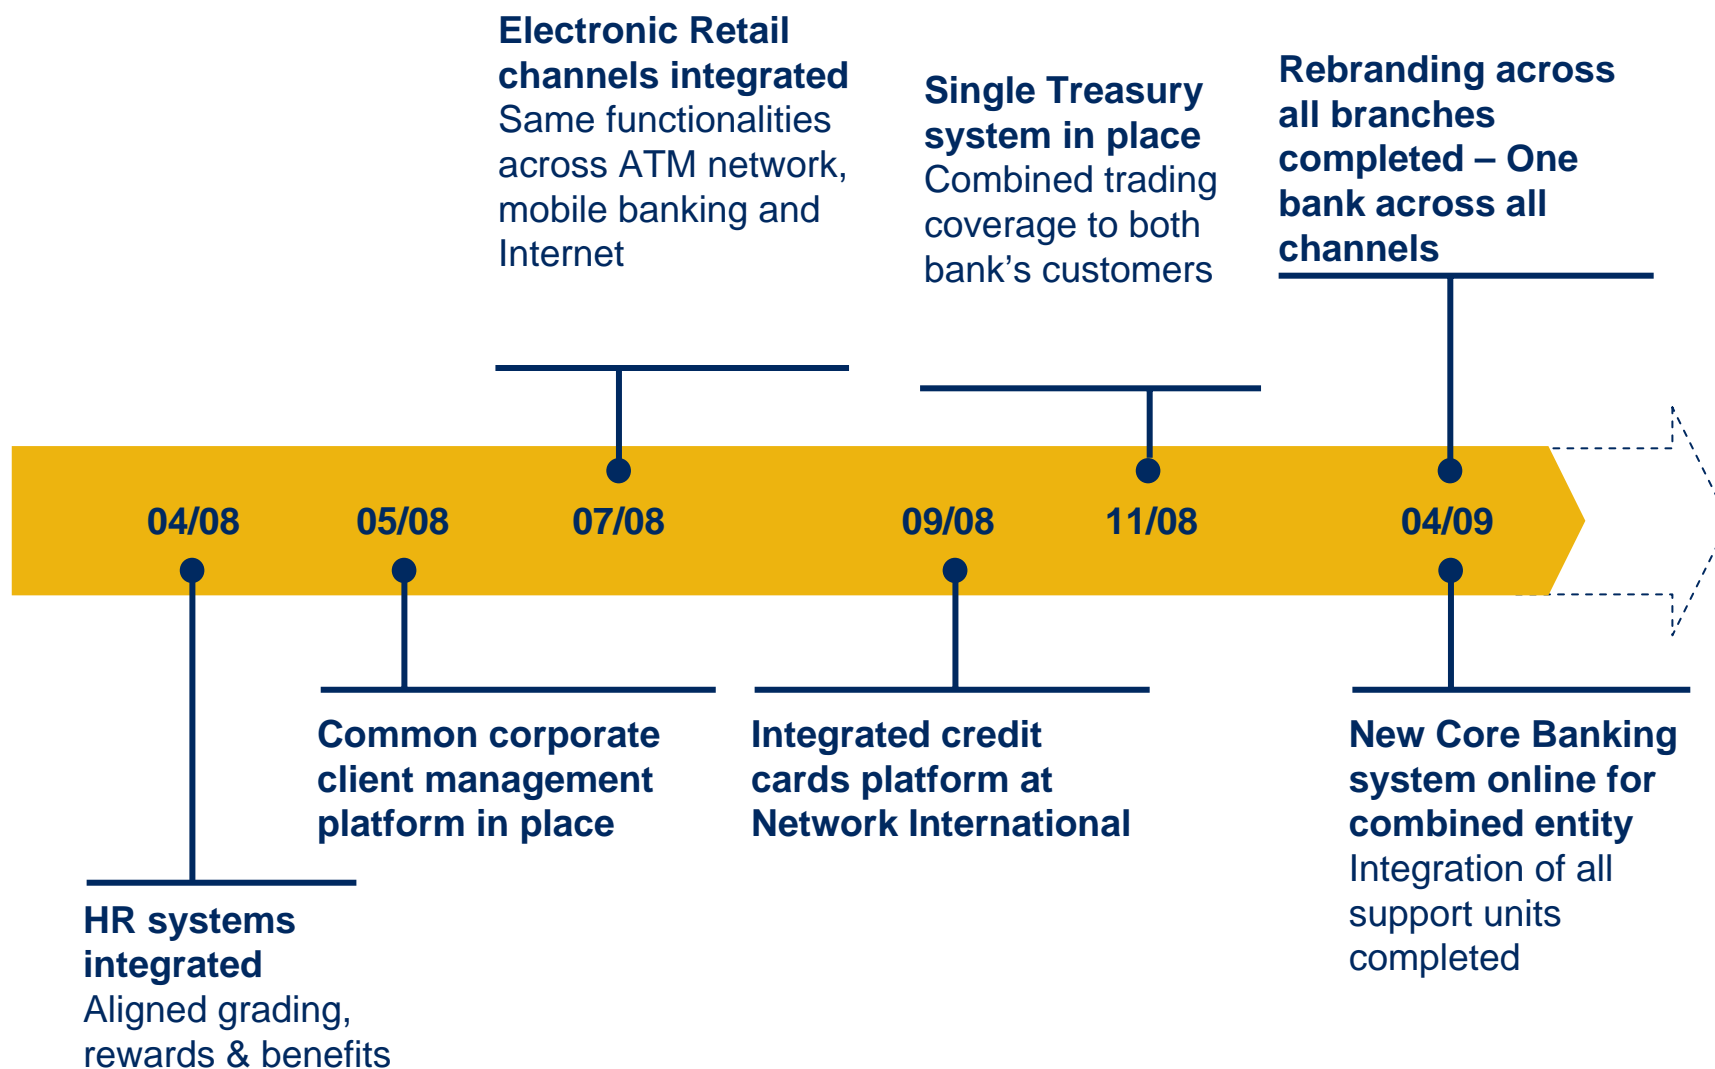 Electronic Retail
channels integrated
Same functionalities
across ATM network,
mobile banking and
Internet
Single Treasury
system in place
Combined trading
coverage to both
bank’s customers
Rebranding across
all branches
completed – One
bank across all
channels
04/08
05/08
07/08
09/08
11/08
04/09
HR systems
integrated
Aligned grading,
rewards & benefits
Common corporate
client management
platform in place
Integrated credit
cards platform at
Network International
New Core Banking
system online for
combined entity
Integration of all
support units
completed